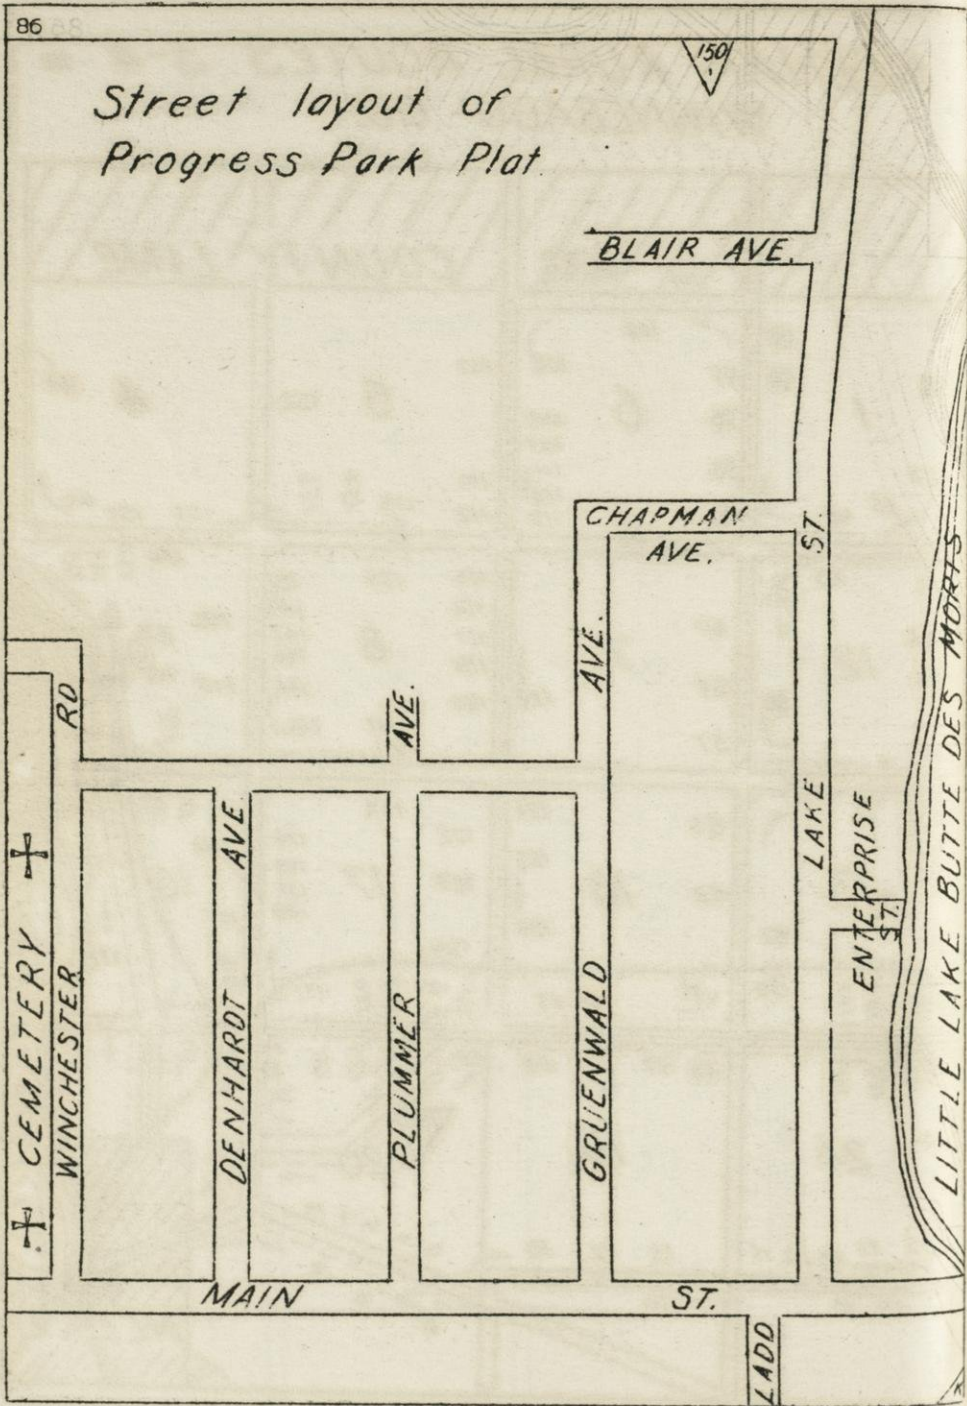 86
150
Street layout of
Progress Park Plat.
BLAIR AVE.
CHAPMAN
AVE.
LAKE ST.
WINCHESTER RD
DENHARDT AVE.
PLUMMER AVE.
GRUENWALD AVE.
ENTERPRISE
ST.
LITTLE LAKE BUTTE DES MORTS
CEMETERY
MAIN ST.
LADD
K